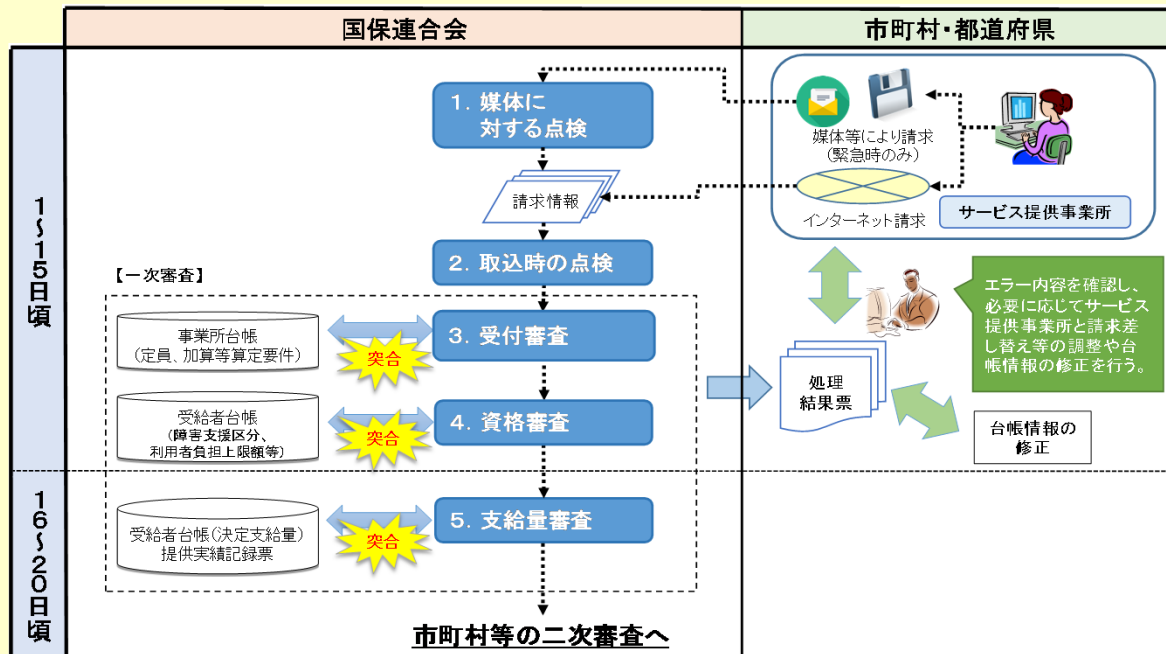 国保連合会
市町村・都道府県
1～15日頃
1．媒体に
対する点検
媒体等により請求
(緊急時のみ)
請求情報
インターネット請求
サービス提供事業所
2．取込時の点検
【一次審査】
事業所台帳
(定員、加算等算定要件)
突合
3．受付審査
エラー内容を確認し、
必要に応じてサービス
提供事業所と請求差
し替え等の調整や台
帳情報の修正を行う。
処理
結果票
受給者台帳
(障害支援区分、
利用者負担上限額等)
突合
4．資格審査
台帳情報の
修正
16～20日頃
受給者台帳(決定支給量)
提供実績記録票
突合
5．支給量審査
市町村等の二次審査へ